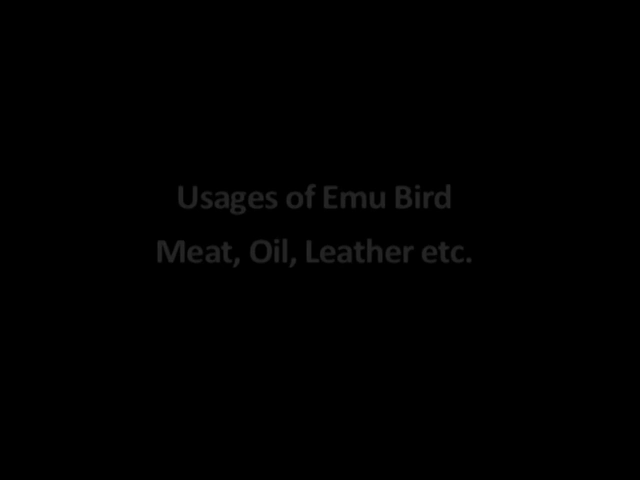 Usages of Emu Bird
Meat, Oil, Leather etc.